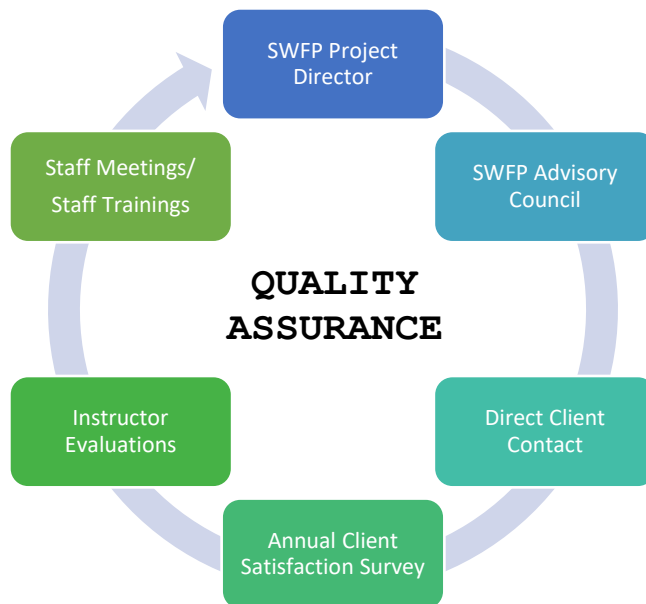 SWFP Project
Director
SWFP Advisory
Council
Direct Client
Contact
Annual Client
Satisfaction Survey
Instructor
Evaluations
Staff Meetings/
Staff Trainings
QUALITY
ASSURANCE